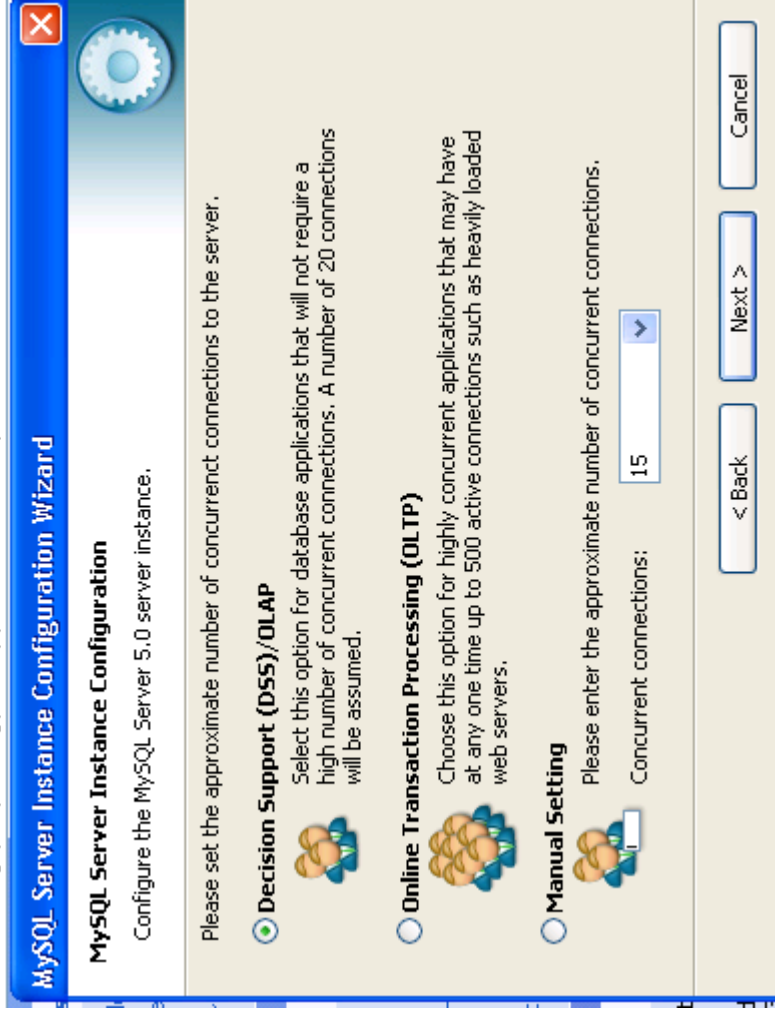 MySQL Server Instance Configuration Wizard
MySQL Server Instance Configuration
Configure the MySQL Server 5.0 server instance.
Please set the approximate number of concurrenct connections to the server.
Decision Support (DSS)/OLAP
Select this option for database applications that will not require a
high number of concurrent connections. A number of 20 connections
will be assumed.
Online Transaction Processing (OLTP)
Choose this option for highly concurrent applications that may have
at any one time up to 500 active connections such as heavily loaded
web servers.
Manual Setting
Please enter the approximate number of concurrent connections.
Concurrent connections: 15
< Back Next > Cancel